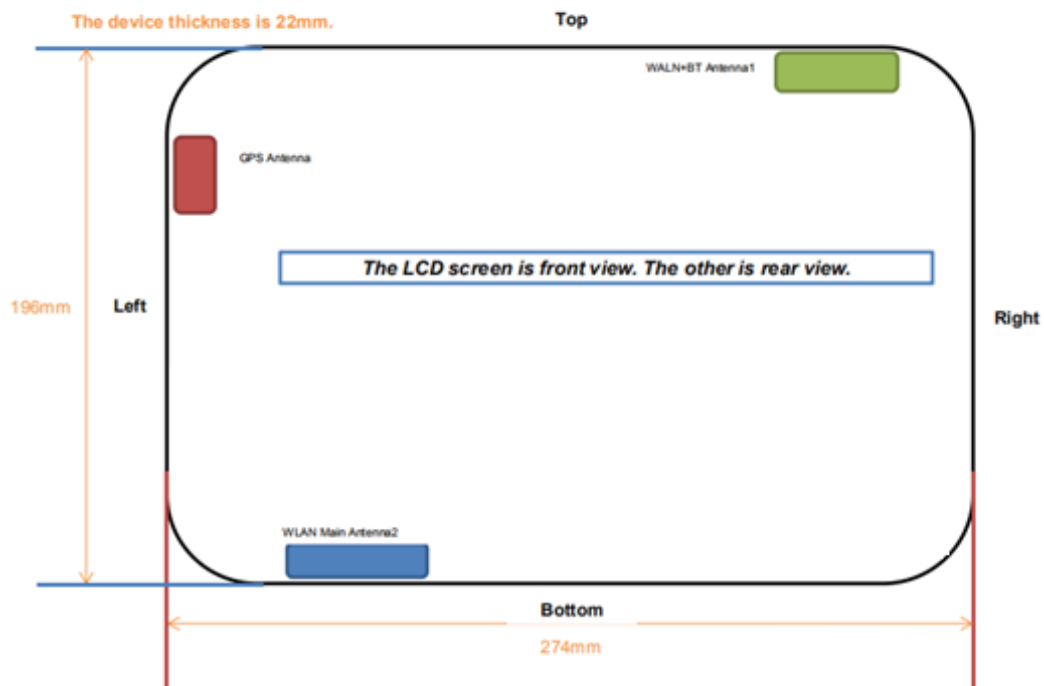 The device thickness is 22mm.
Top
WALN+BT Antenna1
GPS Antenna
The LCD screen is front view. The other is rear view.
196mm
Left
Right
WLAN Main Antenna2
Bottom
274mm